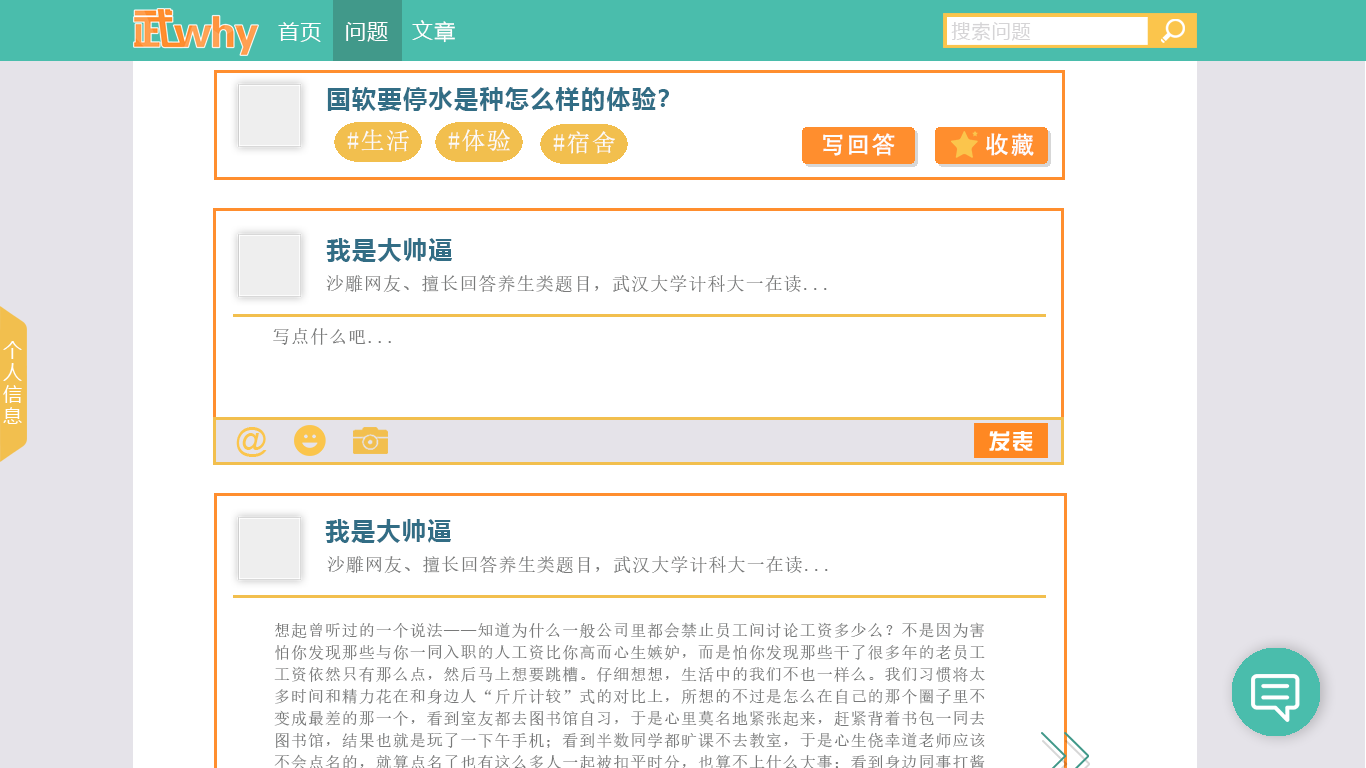 武why 首页 问题 文章 搜索问题
国软要停水是种怎么样的体验?
#生活 #体验 #宿舍 写回答 收藏
我是大帅逼
沙雕网友、擅长回答养生类题目，武汉大学计科大一在读...
写点什么吧...
个人信息
@ 发表
我是大帅逼
沙雕网友、擅长回答养生类题目，武汉大学计科大一在读...
想起曾听过的一个说法——知道为什么一般公司里都会禁止员工间讨论工资多少么？不是因为害
怕你发现那些与你一同入职的人工资比你高而心生嫉妒，而是怕你发现那些干了很多年的老员工
工资依然只有那么点，然后马上想要跳槽。仔细想想，生活中的我们不也一样么。我们习惯将太
多时间和精力花在和身边人“斤斤计较”式的对比上，所想的不过是怎么在自己的那个圈子里不
变成最差的那一个，看到室友都去图书馆自习，于是心里莫名地紧张起来，赶紧背着书包一同去
图书馆，结果也就是玩了一下午手机；看到半数同学都旷课不去教室，于是心生侥幸道老师应该
不会点名的，就算点名了也有这么多人一起被扣平时分，也算不上什么大事；看到身边同事打酱